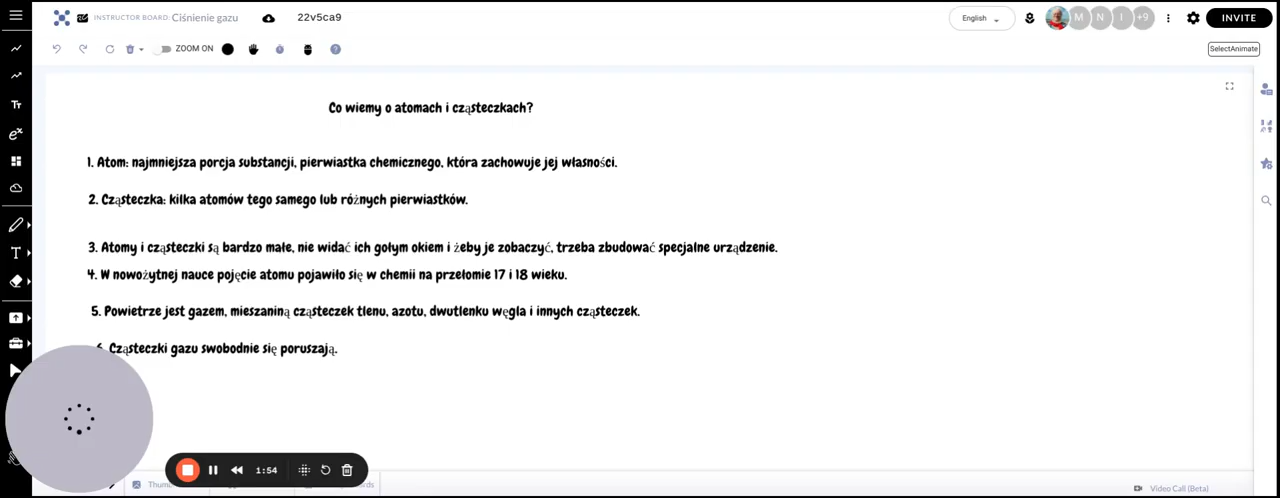 INSTRUCTOR BOARD: Ciśnienie gazu
22v5ca9
English
M
N
I
+9
INVITE
ZOOM ON
SelectAnimate
Co wiemy o atomach i cząsteczkach?
1. Atom: najmniejsza porcja substancji, pierwiastka chemicznego, która zachowuje jej własności.
2. Cząsteczka: kilka atomów tego samego lub różnych pierwiastków.
3. Atomy i cząsteczki są bardzo małe, nie widać ich gołym okiem i żeby je zobaczyć, trzeba zbudować specjalne urządzenie.
4. W nowożytnej nauce pojęcie atomu pojawiło się w chemii na przełomie 17 i 18 wieku.
5. Powietrze jest gazem, mieszaniną cząsteczek tlenu, azotu, dwutlenku węgla i innych cząsteczek.
6. Cząsteczki gazu swobodnie się poruszają.
1:54
Video Call (Beta)